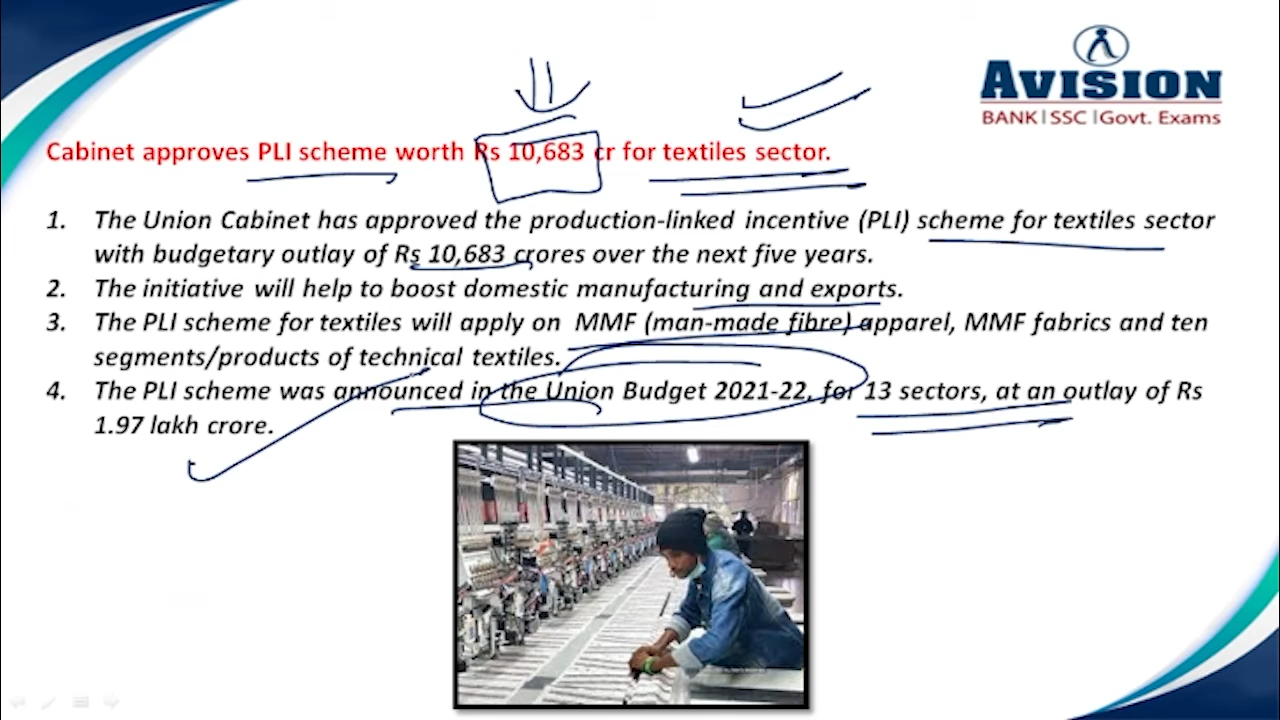 AVISION
BANK | SSC | Govt. Exams
Cabinet approves PLI scheme worth Rs 10,683 cr for textiles sector.
1. The Union Cabinet has approved the production-linked incentive (PLI) scheme for textiles sector
with budgetary outlay of Rs 10,683 crores over the next five years.
2. The initiative will help to boost domestic manufacturing and exports.
3. The PLI scheme for textiles will apply on MMF (man-made fibre) apparel, MMF fabrics and ten
segments/products of technical textiles.
4. The PLI scheme was announced in the Union Budget 2021-22, for 13 sectors, at an outlay of Rs
1.97 lakh crore.